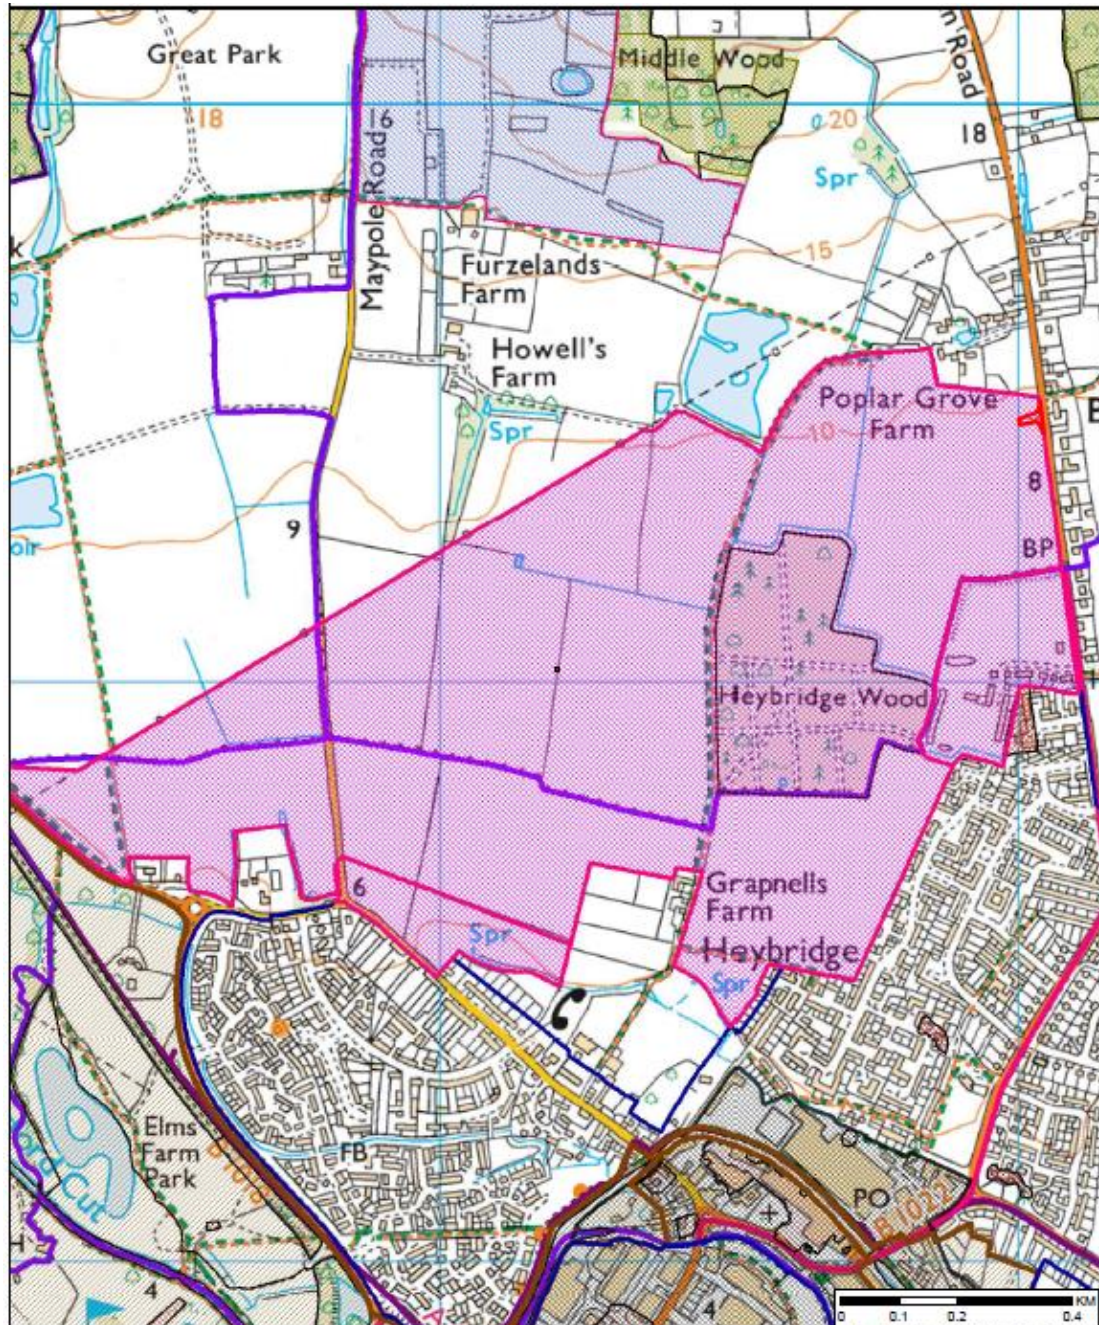 Great Park
Middle Wood
Road
18
16
20
18
Spr
Maypole Road
15
Furzelands
Farm
Howell's
Farm
Poplar Grove
Farm
10
Spr
8
9
BP
Heybridge Wood
6
Grapnells
Farm
Heybridge
Spr
Spr
Elms
Farm
Park
FB
Cut
PO
B 1022
4
4
KM
0 0.1 0.2 0.4